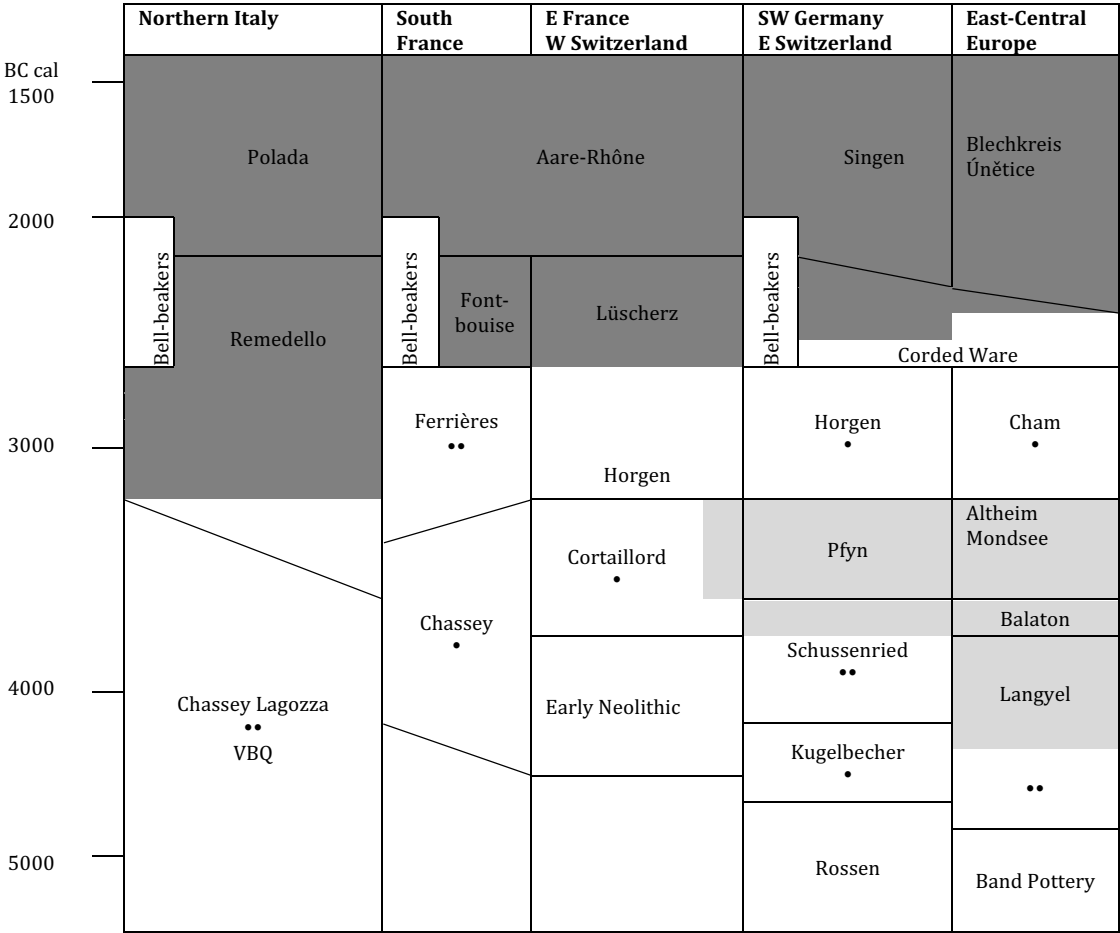 Northern Italy
South
France
E France
W Switzerland
SW Germany
E Switzerland
East-Central
Europe
BC cal
1500
Polada
Aare-Rhône
Singen
Blechkreis
Únětice
2000
Bell-beakers
Bell-beakers
Bell-beakers
Remedello
Font-
bouise
Lüscherz
Corded Ware
3000
Ferrières
••
Horgen
Horgen
•
Cham
•
Cortaillord
•
Pfyn
Altheim
Mondsee
Chassey
•
Balaton
Schussenried
••
4000
Chassey Lagozza
••
VBQ
Early Neolithic
Langyel
Kugelbecher
•
••
5000
Rossen
Band Pottery